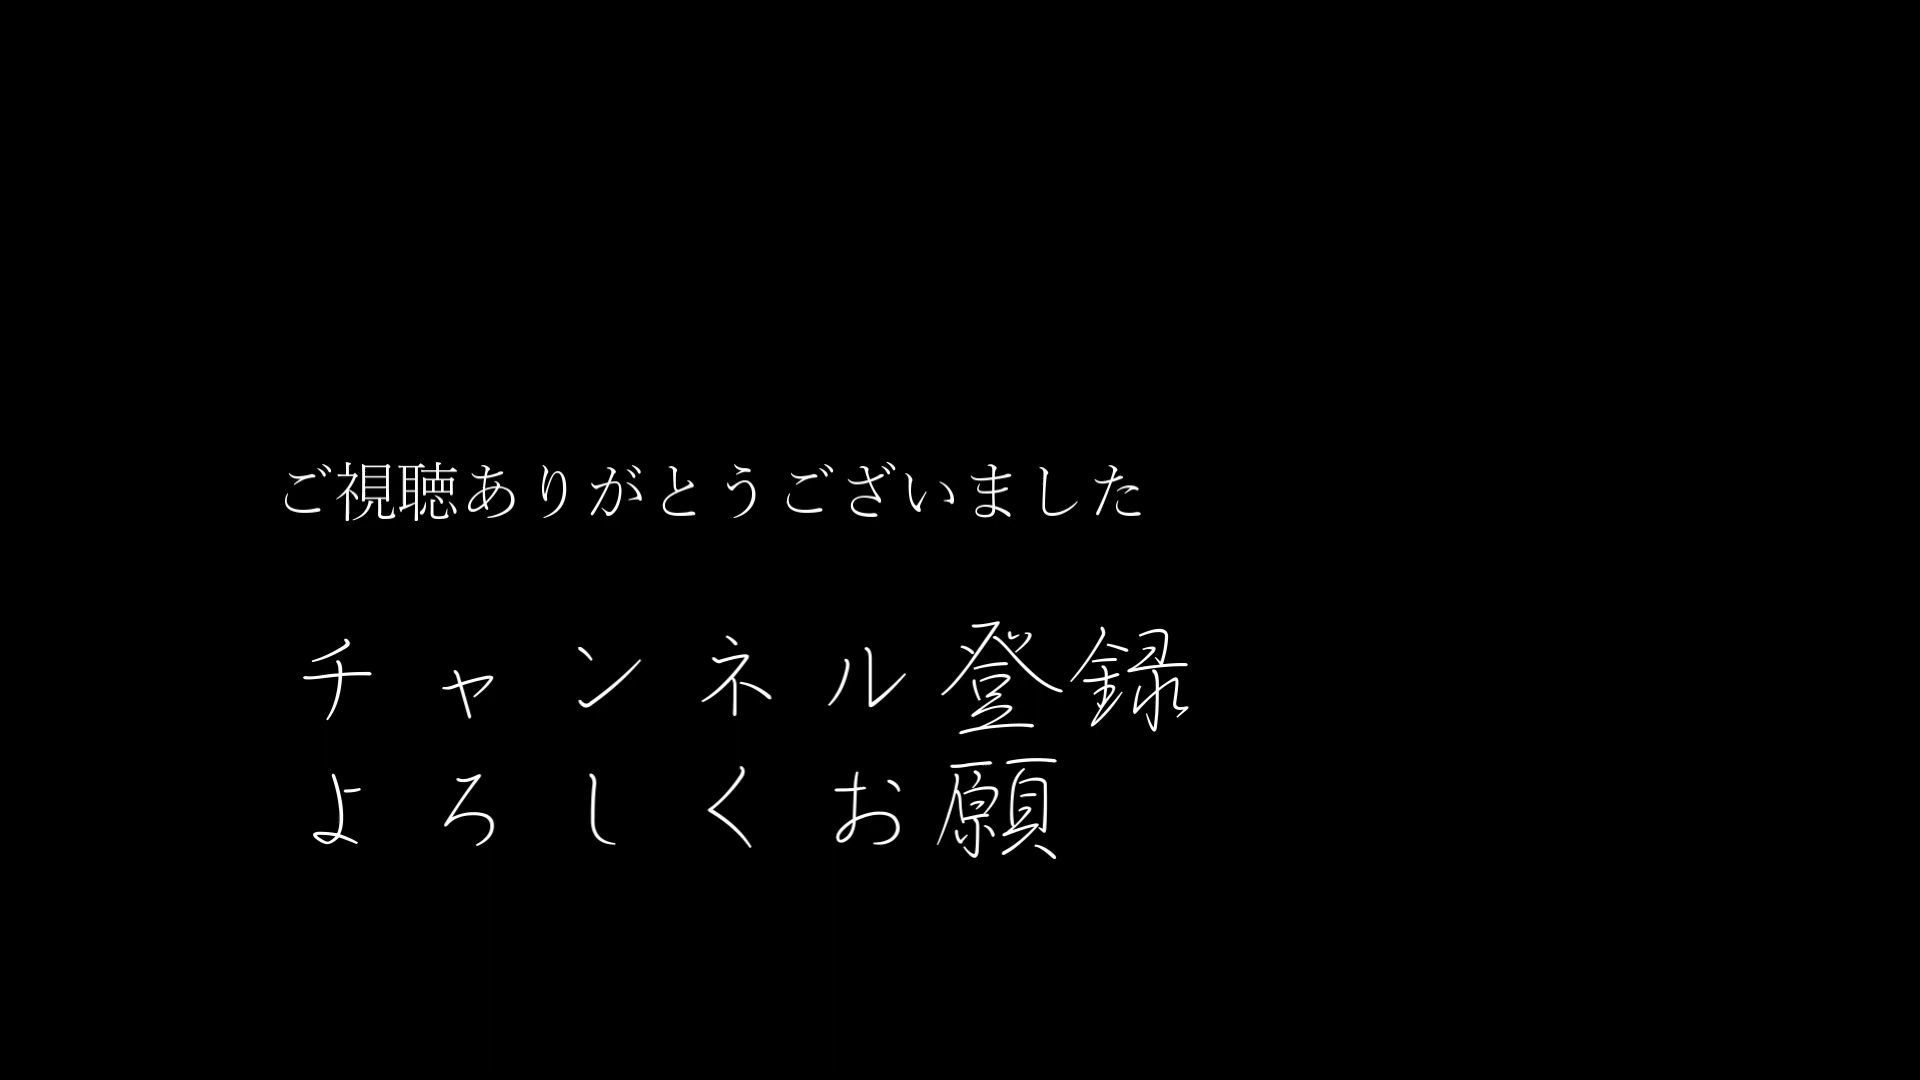 ご視聴ありがとうございました
チャンネル登録
よろしくお願